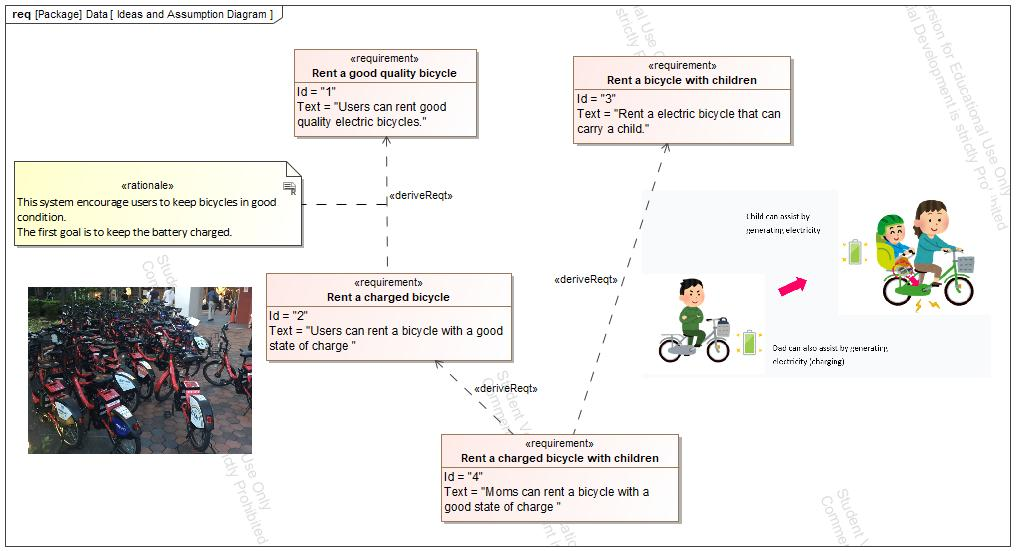 req [Package] Data [ Ideas and Assumption Diagram ]
«requirement»
Rent a good quality bicycle
Id = "1"
Text = "Users can rent good
quality electric bicycles."
«requirement»
Rent a bicycle with children
Id = "3"
Text = "Rent a electric bicycle that can
carry a child."
«rationale»
This system encourage users to keep bicycles in good
condition.
The first goal is to keep the battery charged.
«deriveReqt»
Child can assist by
generating electricity
«requirement»
Rent a charged bicycle
Id = "2"
Text = "Users can rent a bicycle with a good
state of charge "
«deriveReqt»
Dad can also assist by generating
electricity (charging)
«deriveReqt»
«requirement»
Rent a charged bicycle with children
Id = "4"
Text = "Moms can rent a bicycle with a
good state of charge "